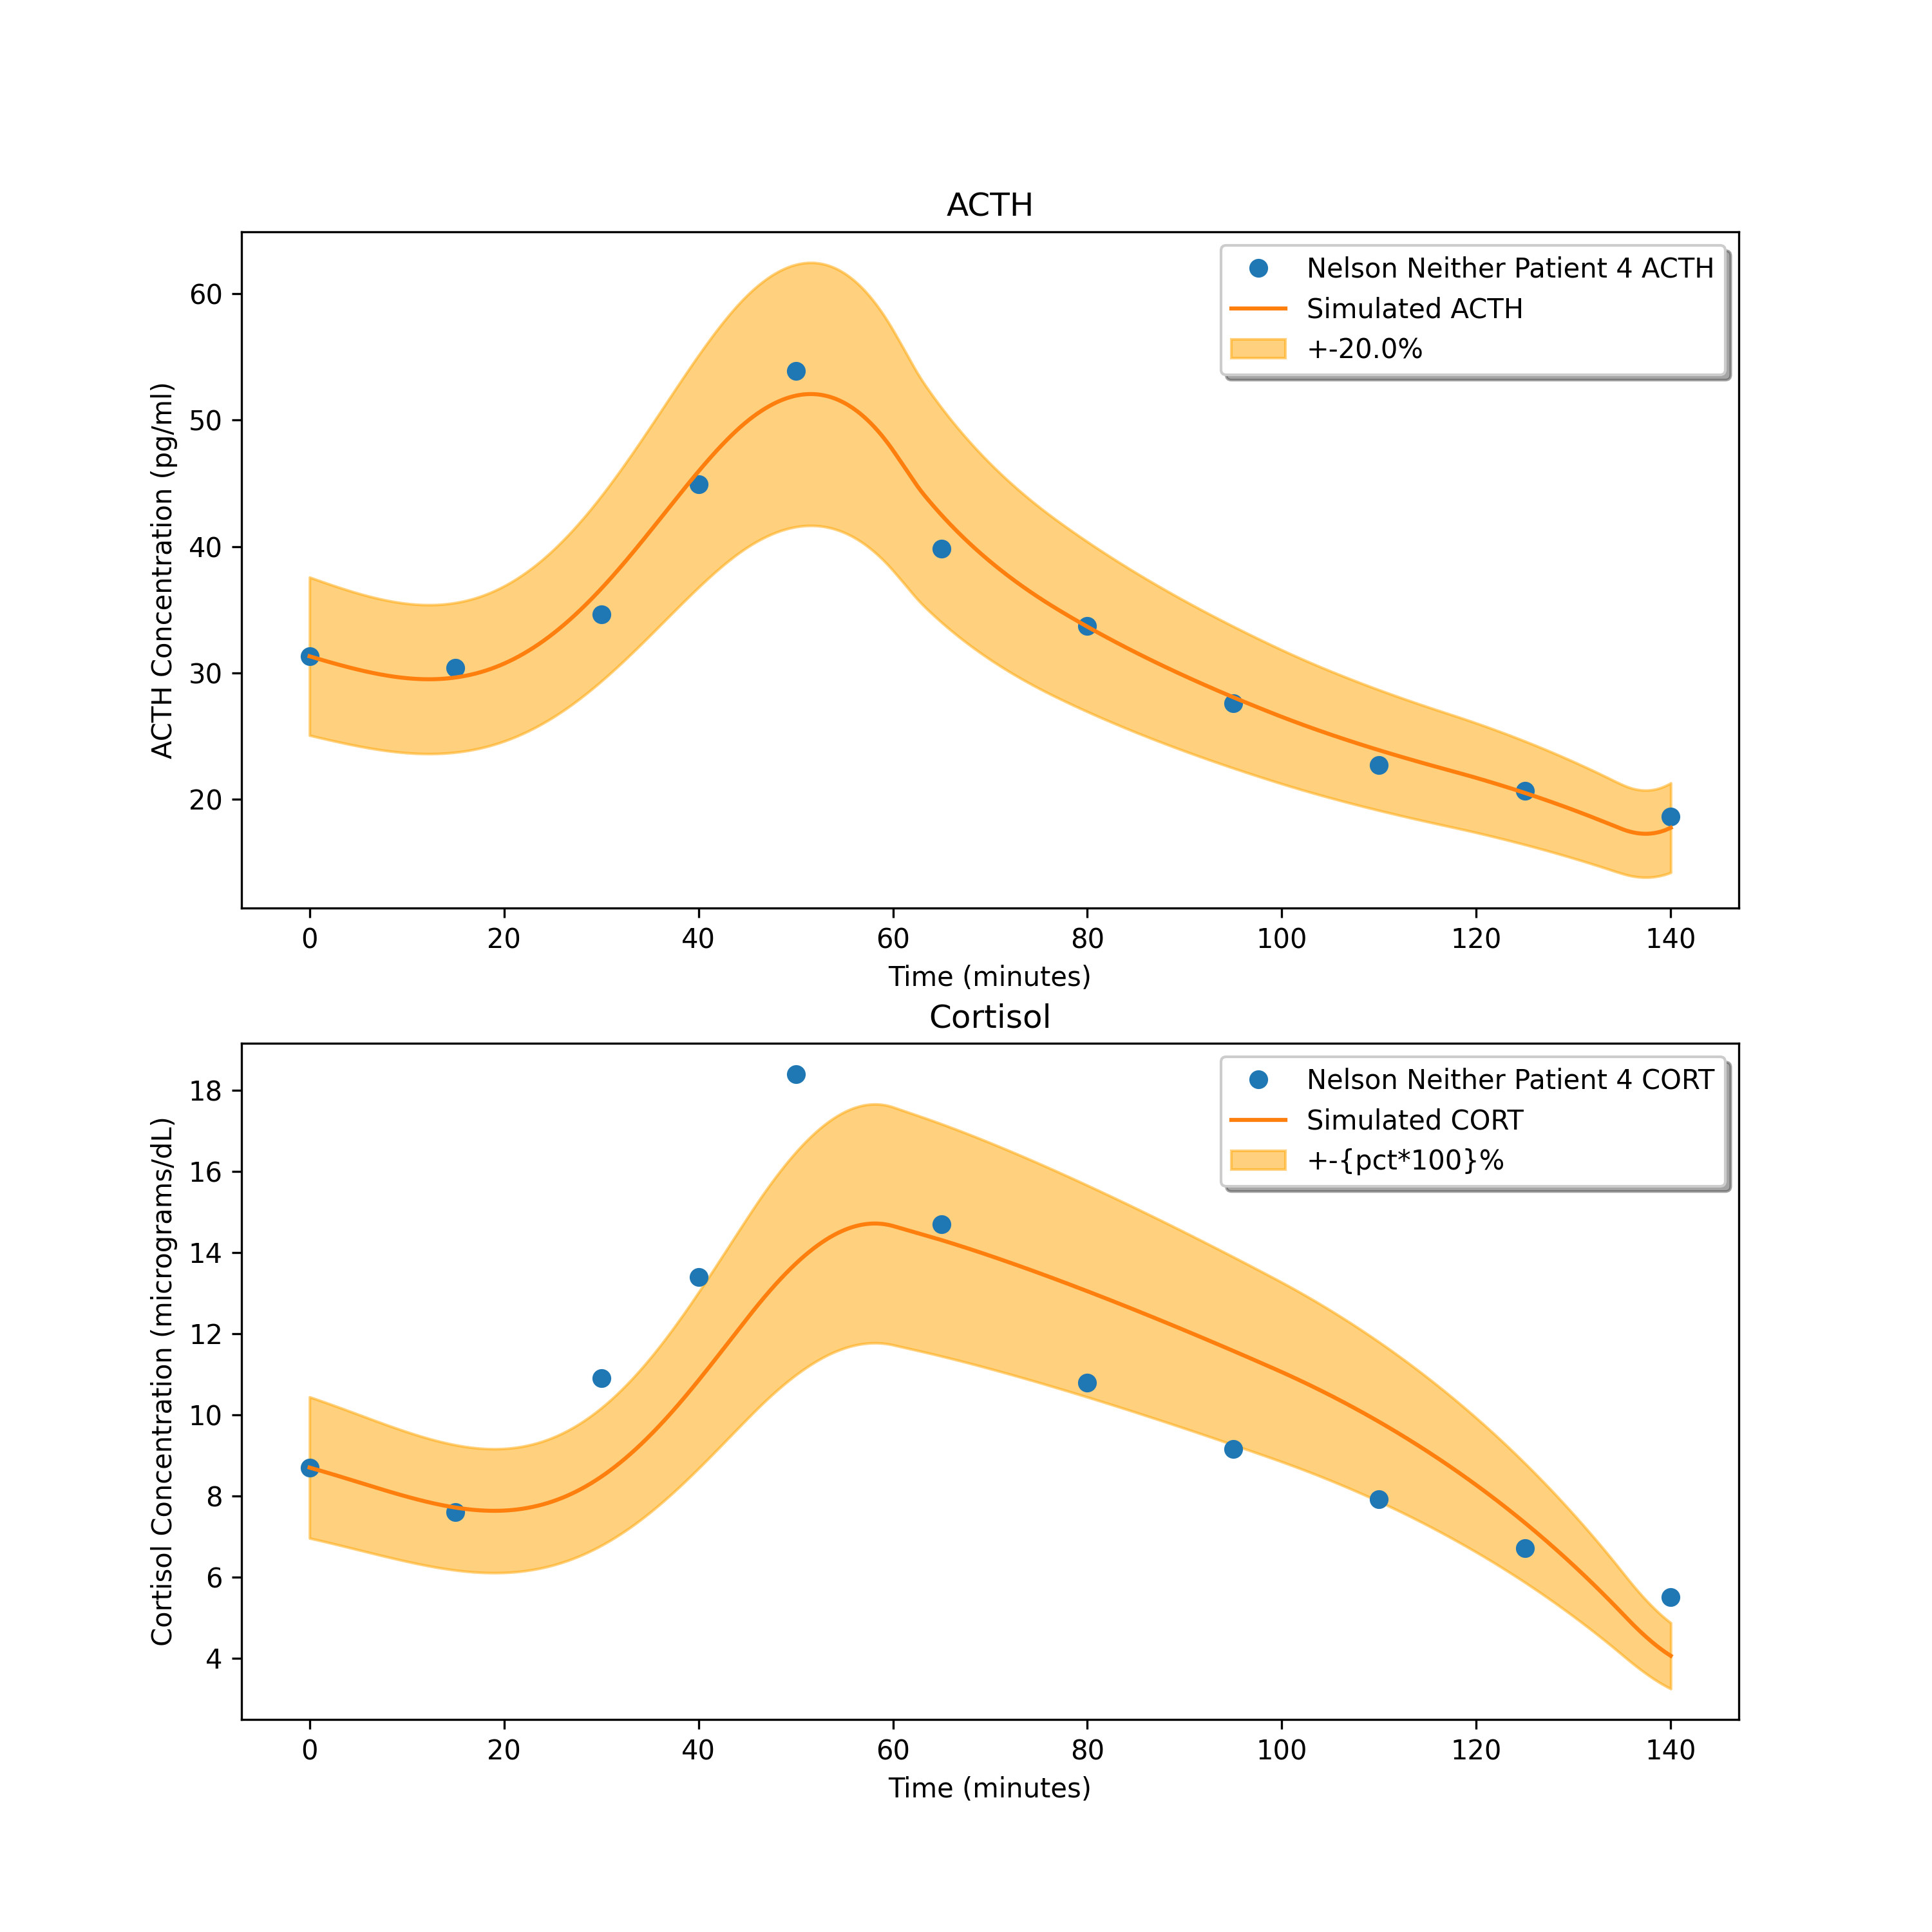 ACTH
Nelson Neither Patient 4 ACTH
Simulated ACTH
+-20.0%
ACTH Concentration (pg/ml)
60
50
40
30
20
0 20 40 60 80 100 120 140
Time (minutes)
Cortisol
Nelson Neither Patient 4 CORT
Simulated CORT
+-{pct*100}%
Cortisol Concentration (micrograms/dL)
18
16
14
12
10
8
6
4
0 20 40 60 80 100 120 140
Time (minutes)